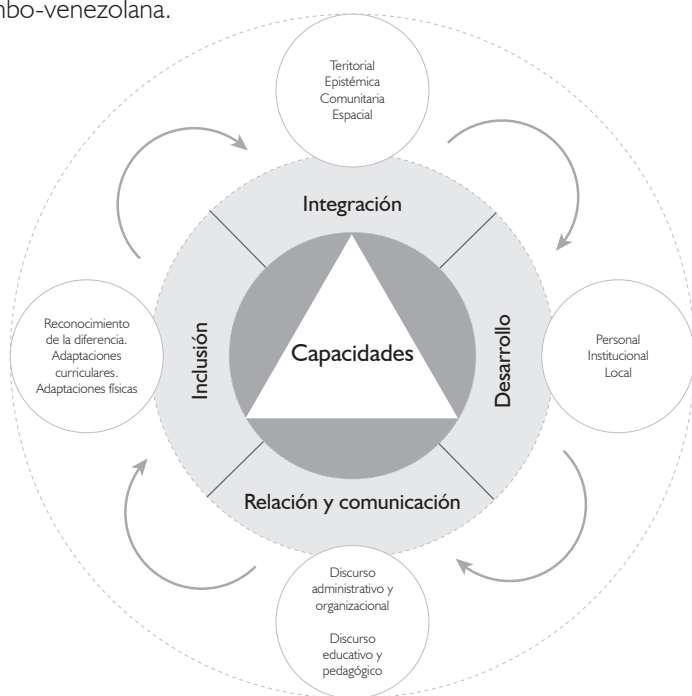 mbo-venezolana.
Teritorial
Epistémica
Comunitaria
Espacial
Integración
Reconocimiento
de la diferencia.
Adaptaciones
curriculares.
Adaptaciones físicas
Inclusión
Capacidades
Desarrollo
Personal
Institucional
Local
Relación y comunicación
Discurso
administrativo y
organizacional
Discurso
educativo y
pedagógico